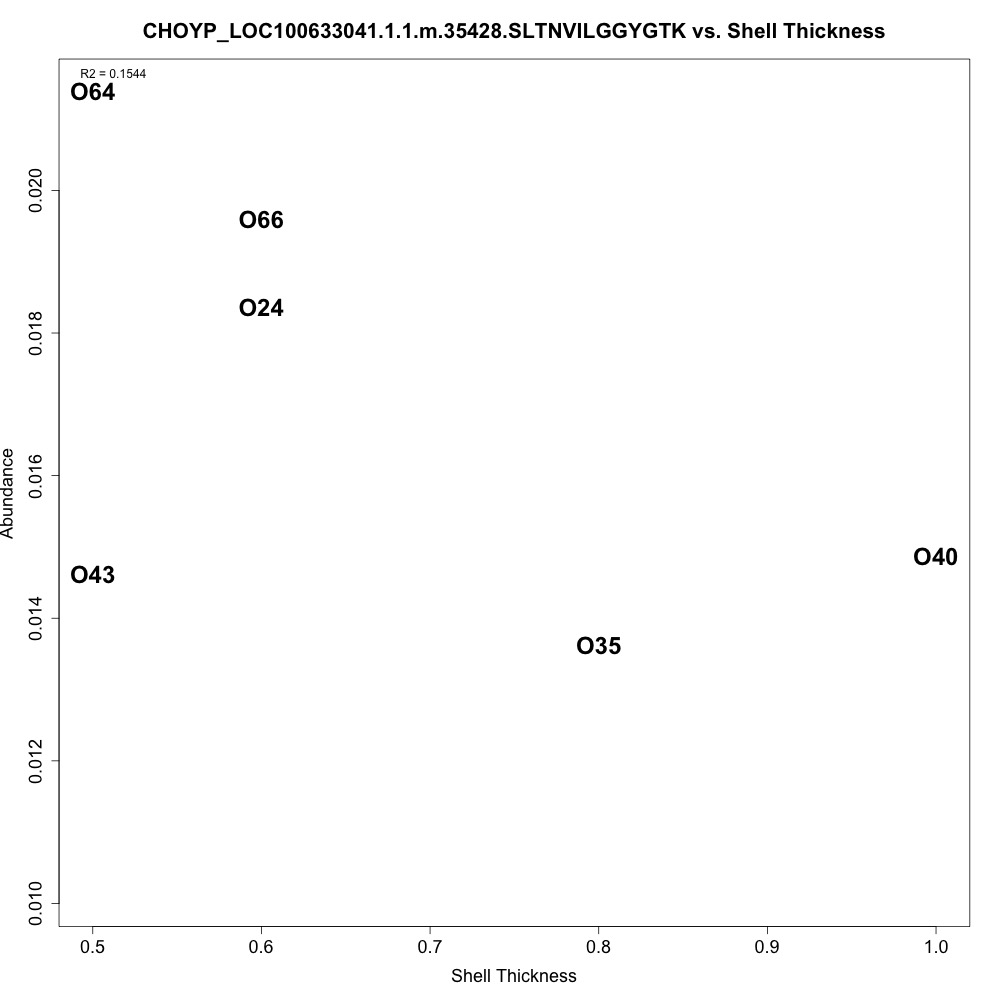 CHOYP_LOC100633041.1.1.m.35428.SLTNVILGGYGTK vs. Shell Thickness
R2 = 0.1544
O64
0.020
O66
O24
0.018
0.016
Abundance
O40
O43
0.014
O35
0.012
0.010
0.5 0.6 0.7 0.8 0.9 1.0
Shell Thickness